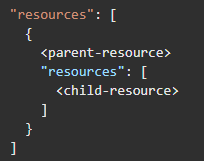 "resources": [
  {
    <parent-resource>
    "resources": [
      <child-resource>
    ]
  }
]